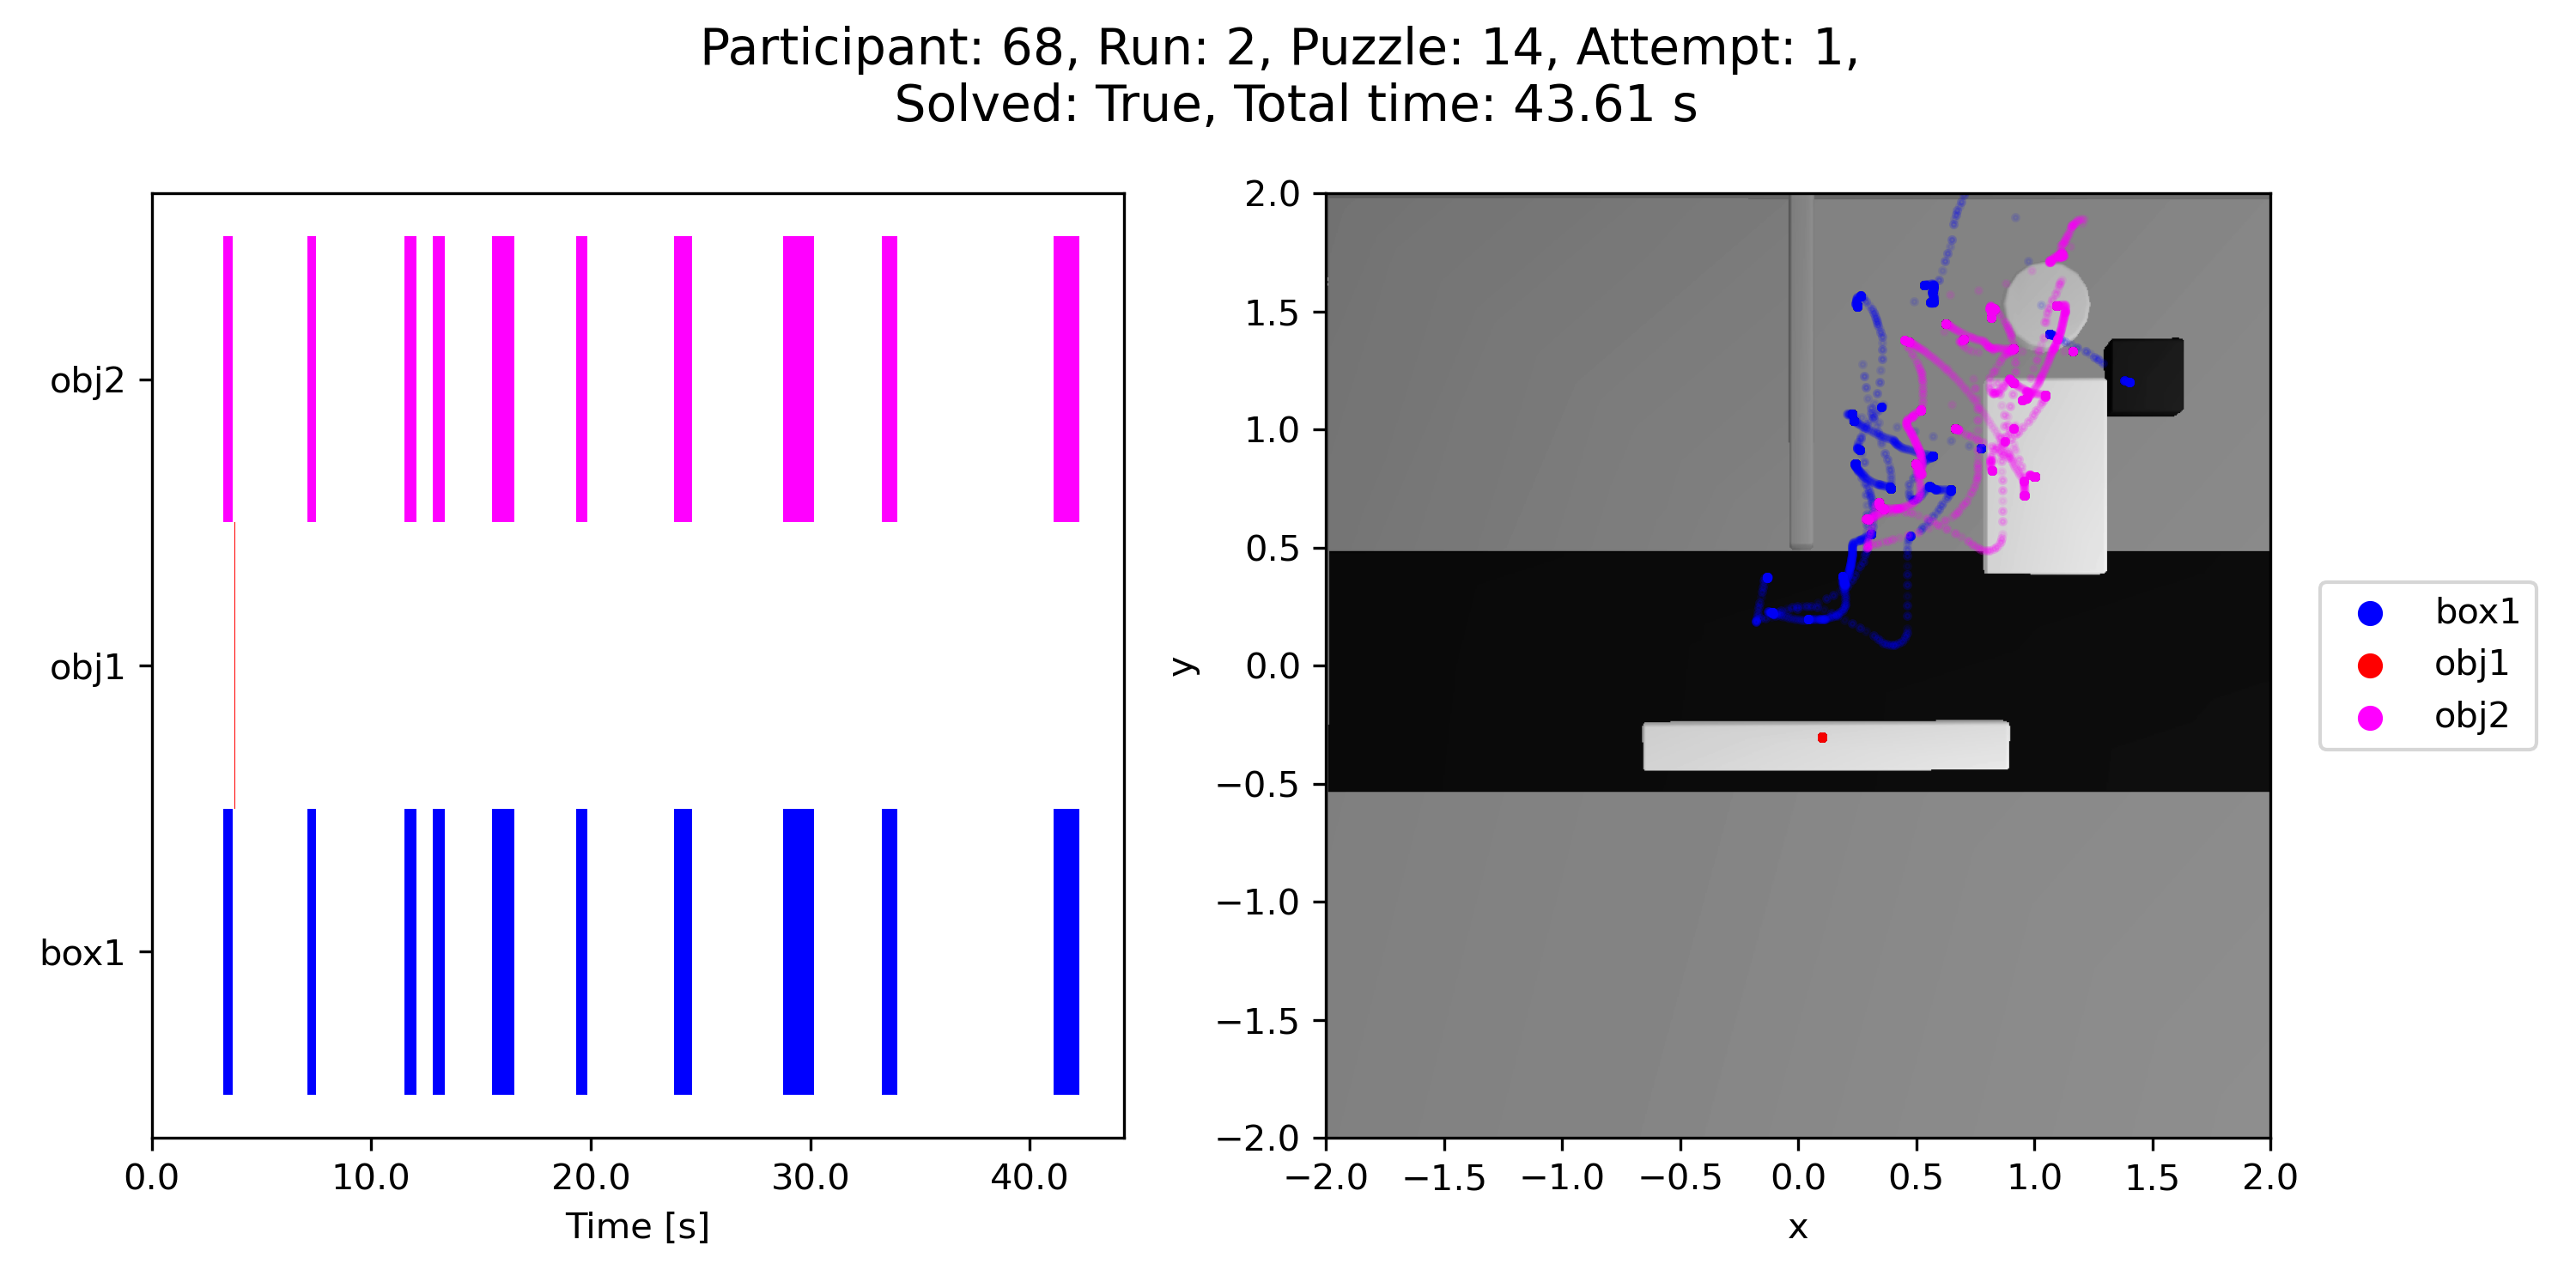 Participant: 68, Run: 2, Puzzle: 14, Attempt: 1,
Solved: True, Total time: 43.61 s
obj2
obj1
box1
0.0 10.0 20.0 30.0 40.0
Time [s]
2.0
1.5
1.0
0.5
0.0
−0.5
−1.0
−1.5
−2.0
y
−2.0 −1.5 −1.0 −0.5 0.0 0.5 1.0 1.5 2.0
x
box1
obj1
obj2